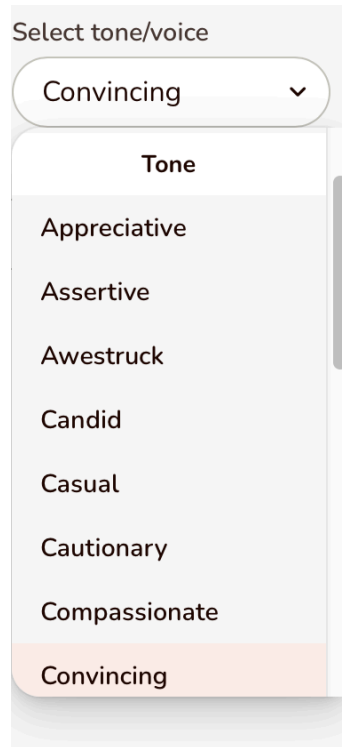 Select tone/voice
Convincing
Tone
Appreciative
Assertive
Awestruck
Candid
Casual
Cautionary
Compassionate
Convincing